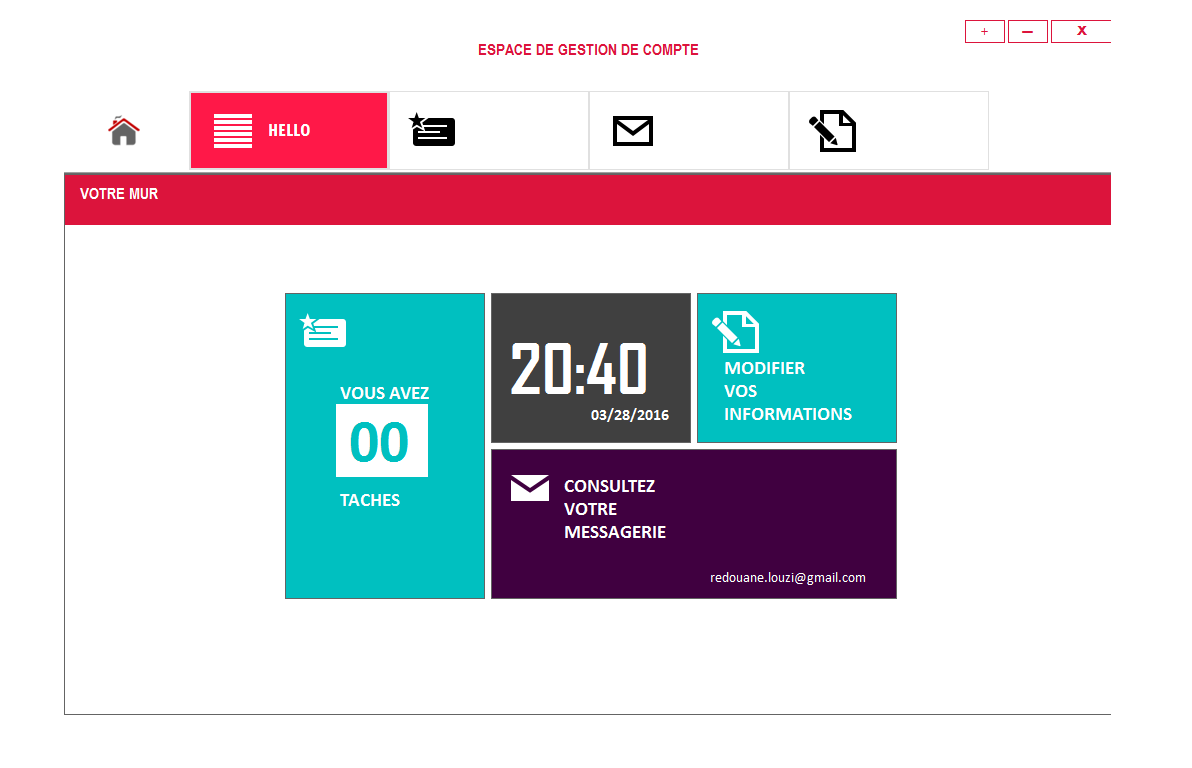 + – X
ESPACE DE GESTION DE COMPTE
HELLO
VOTRE MUR
VOUS AVEZ
00
TACHES
20:40
03/28/2016
MODIFIER
VOS
INFORMATIONS
CONSULTEZ
VOTRE
MESSAGERIE
redouane.louzi@gmail.com